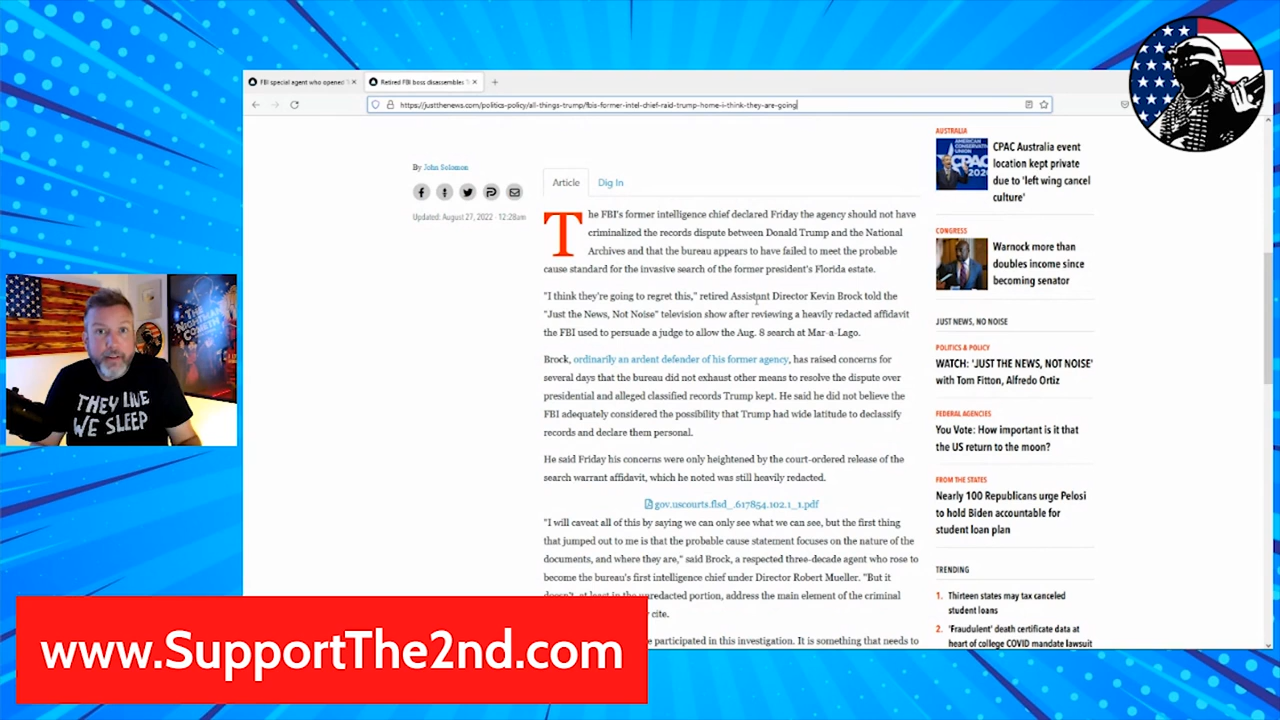 FBI special agent who opened
Retired FBI boss disassembles
https://justthenews.com/politics-policy/all-things-trump/fbis-former-intel-chief-raid-trump-home-i-think-they-are-going
By John Solomon
Updated: August 27, 2022 - 12:28am
Article
Dig In
The FBI's former intelligence chief declared Friday the agency should not have
criminalized the records dispute between Donald Trump and the National
Archives and that the bureau appears to have failed to meet the probable
cause standard for the invasive search of the former president's Florida estate.
"I think they're going to regret this," retired Assistant Director Kevin Brock told the
"Just the News, Not Noise" television show after reviewing a heavily redacted affidavit
the FBI used to persuade a judge to allow the Aug. 8 search at Mar-a-Lago.
Brock, ordinarily an ardent defender of his former agency, has raised concerns for
several days that the bureau did not exhaust other means to resolve the dispute over
presidential and alleged classified records Trump kept. He said he did not believe the
FBI adequately considered the possibility that Trump had wide latitude to declassify
records and declare them personal.
He said Friday his concerns were only heightened by the court-ordered release of the
search warrant affidavit, which he noted was still heavily redacted.
gov.uscourts.flsd_.617854.102.1_1.pdf
"I will caveat all of this by saying we can only see what we can see, but the first thing
that jumped out to me is that the probable cause statement focuses on the nature of the
documents, and where they are," said Brock, a respected three-decade agent who rose to
become the bureau's first intelligence chief under Director Robert Mueller. "But it
doesn't, at least in the unredacted portion, address the main element of the criminal
cite.
participated in this investigation. It is something that needs to
AUSTRALIA
CPAC Australia event
location kept private
due to 'left wing cancel
culture'
CONGRESS
Warnock more than
doubles income since
becoming senator
JUST NEWS, NO NOISE
POLITICS & POLICY
WATCH: 'JUST THE NEWS, NOT NOISE'
with Tom Fitton, Alfredo Ortiz
FEDERAL AGENCIES
You Vote: How important is it that
the US return to the moon?
FROM THE STATES
Nearly 100 Republicans urge Pelosi
to hold Biden accountable for
student loan plan
TRENDING
1. Thirteen states may tax canceled
student loans
2. 'Fraudulent' death certificate data at
heart of college COVID mandate lawsuit
THEY LIVE
WE SLEEP
www.SupportThe2nd.com